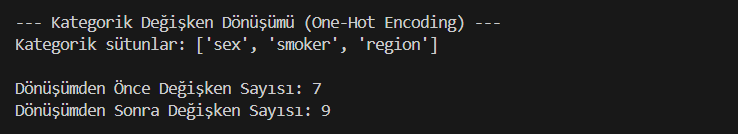 --- Kategorik Değişken Dönüşümü (One-Hot Encoding) ---
Kategorik sütunlar: ['sex', 'smoker', 'region']
Dönüşümden Önce Değişken Sayısı: 7
Dönüşümden Sonra Değişken Sayısı: 9